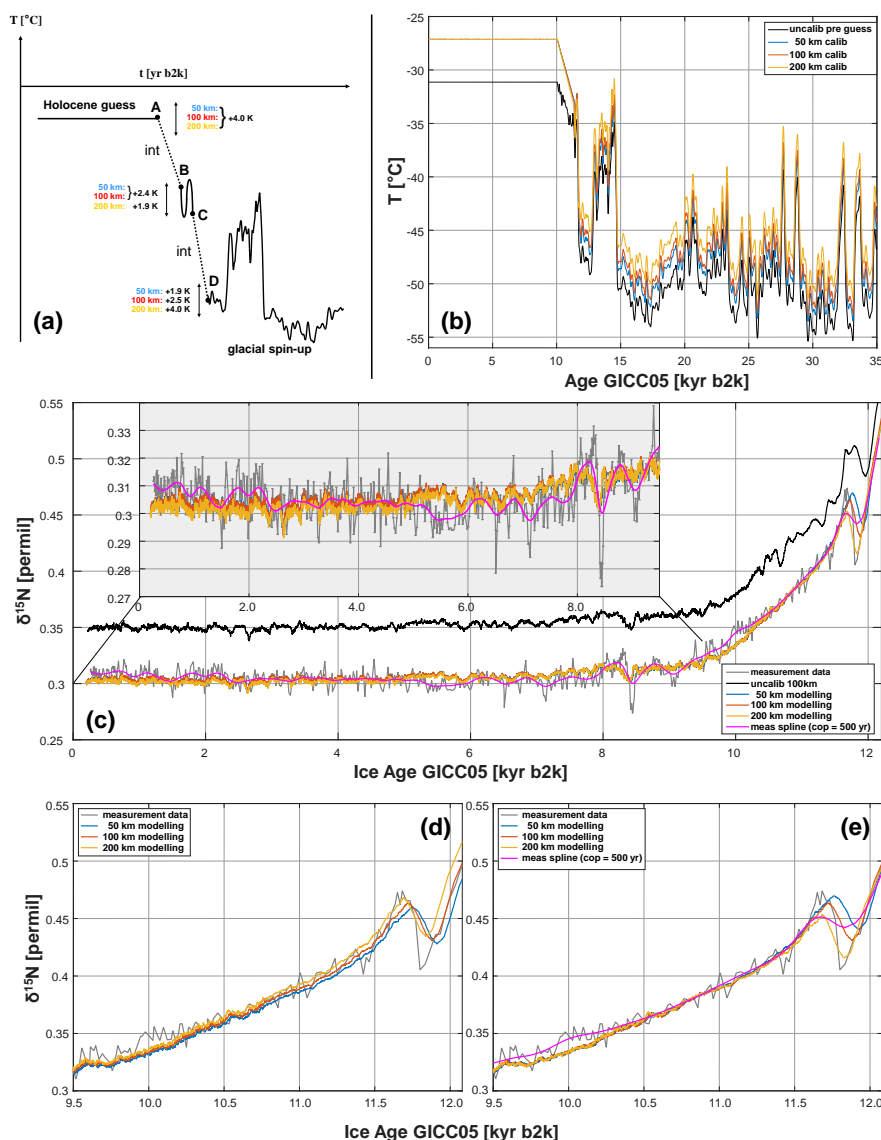 T [°C]
t [yr b2k]
Holocene guess
A
50 km:
100 km:
200 km:
+4.0 K
int
B
50 km:
100 km:
+2.4 K
200 km: +1.9 K
C
int
D
50 km: +1.9 K
100 km: +2.5 K
200 km: +4.0 K
(a)
glacial spin-up
-25
-30
-35
-40
-45
-50
-55
T [°C]
uncalib pre guess
50 km calib
100 km calib
200 km calib
(b)
0 5 10 15 20 25 30 35
Age GICC05 [kyr b2k]
0.55
0.5
0.45
0.4
0.35
0.3
0.25
δ15N [permil]
0.33
0.32
0.31
0.3
0.29
0.28
0.27
0 2.0 4.0 6.0 8.0
(c)
measurement data
uncalib 100km
50 km modelling
100 km modelling
200 km modelling
meas spline (cop = 500 yr)
0 2 4 6 8 10 12
Ice Age GICC05 [kyr b2k]
0.55
0.5
0.45
0.4
0.35
0.3
δ15N [permil]
measurement data
50 km modelling
100 km modelling
200 km modelling
(d)
9.5 10.0 10.5 11.0 11.5 12.0
measurement data
50 km modelling
100 km modelling
200 km modelling
meas spline (cop = 500 yr)
(e)
9.5 10.0 10.5 11.0 11.5 12.0
Ice Age GICC05 [kyr b2k]